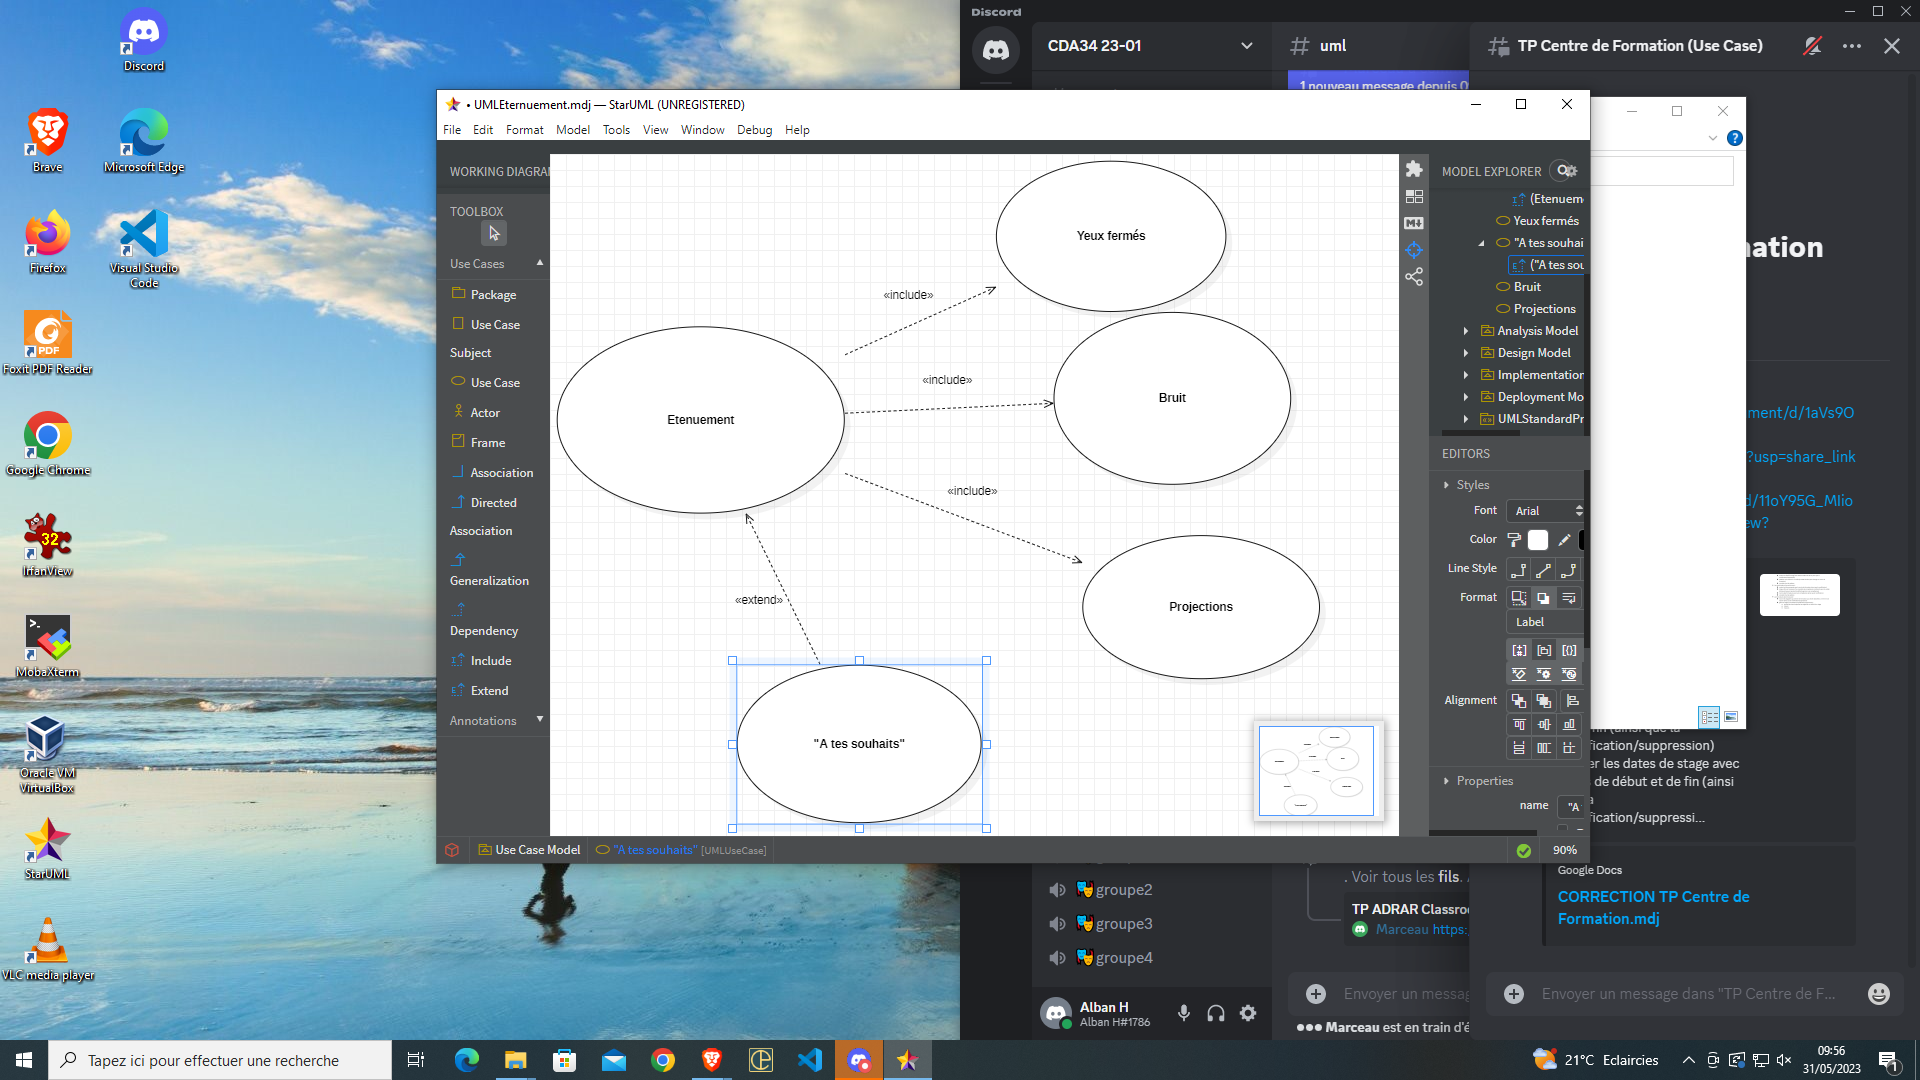 Discord
Brave
Microsoft Edge
Firefox
Visual Studio
Code
Foxit PDF Reader
Google Chrome
IrfanView
MobaXterm
Oracle VM
VirtualBox
StarUML
VLC media player
Discord
CDA34 23-01
uml
TP Centre de Formation (Use Case)
1 nouveau message depuis 0
• UMLEternuement.mdj — StarUML (UNREGISTERED)
File Edit Format Model Tools View Window Debug Help
WORKING DIAGRA
TOOLBOX
Use Cases
Package
Use Case
Subject
Use Case
Actor
Frame
Association
Directed
Association
Generalization
Dependency
Include
Extend
Annotations
Yeux fermés
«include»
«include»
Etenuement
Bruit
«include»
«extend»
Projections
"A tes souhaits"
MODEL EXPLORER
(Etenuem
Yeux fermés
"A tes souhai
("A tes sou
Bruit
Projections
Analysis Model
Design Model
Implementation
Deployment Mo
UMLStandardPr
EDITORS
Styles
Font Arial
Color
Line Style
Format
Label
Alignment
Properties
name "A
Use Case Model "A tes souhaits" [UMLUseCase]
90%
nation
ment/d/1aVs9O
?usp=share_link
d/11oY95G_MIio
ew?
fication/suppression)
er les dates de stage avec
s de début et de fin (ainsi
a
fication/suppressi...
Google Docs
CORRECTION TP Centre de
Formation.mdj
groupe2
groupe3
groupe4
. Voir tous les fils.
TP ADRAR Classroo
Marceau https:
Alban H
Alban H#1786
Envoyer un messag
Marceau est en train d'é
Envoyer un message dans "TP Centre de F...
Tapez ici pour effectuer une recherche
21°C Eclaircies
09:56
31/05/2023
1